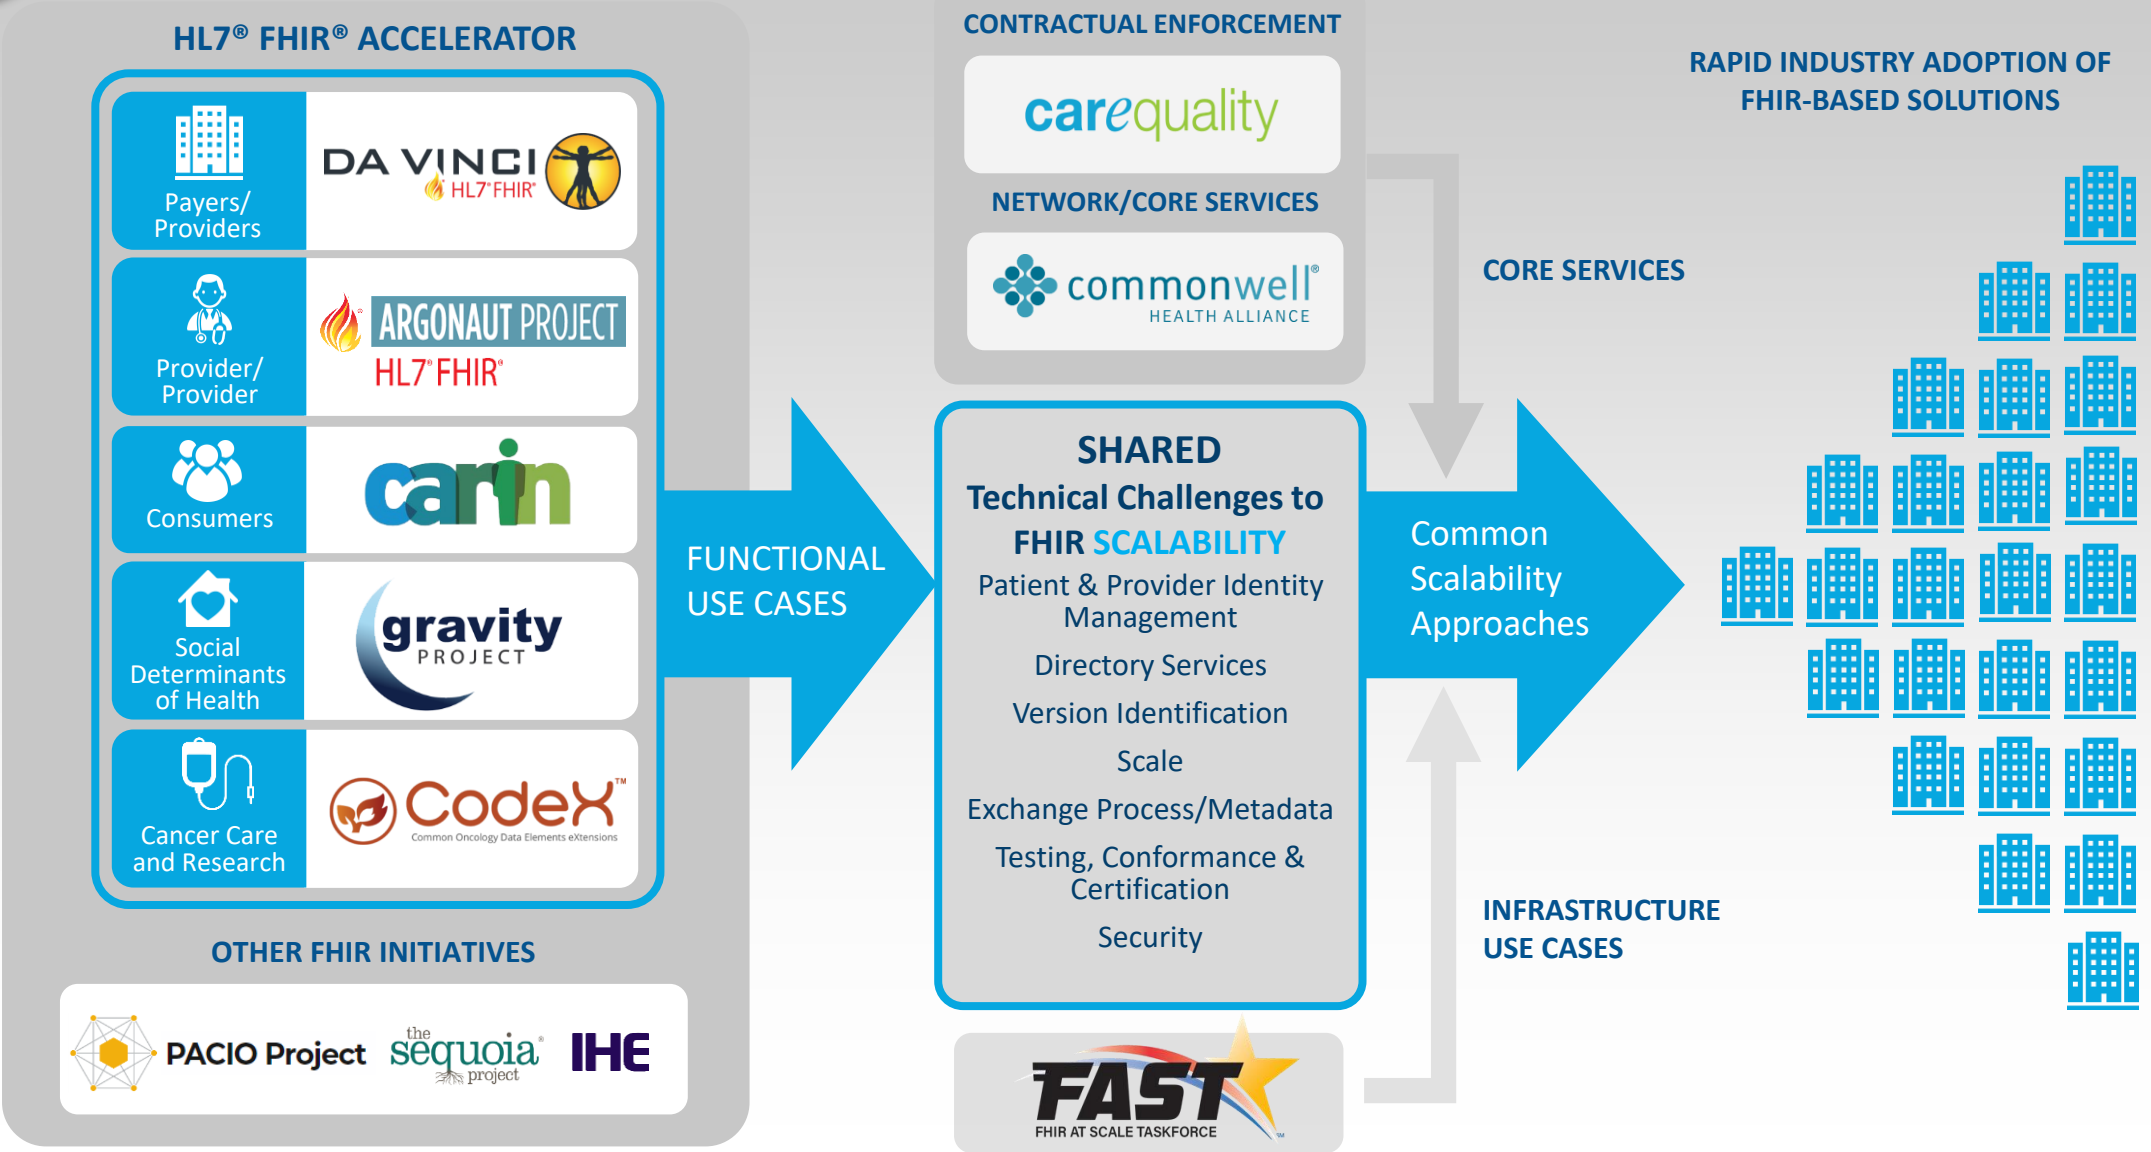 HL7® FHIR® ACCELERATOR
Payers/
Providers
DA VINCI
HL7® FHIR®
Provider/
Provider
ARGONAUT PROJECT
HL7® FHIR®
Consumers
carin
Social
Determinants
of Health
gravity
PROJECT
Cancer Care
and Research
CodeX™
Common Oncology Data Elements eXtensions
OTHER FHIR INITIATIVES
PACIO Project
the
sequoia®
project
IHE
FUNCTIONAL
USE CASES
CONTRACTUAL ENFORCEMENT
carequality
NETWORK/CORE SERVICES
commonwell®
HEALTH ALLIANCE
SHARED
Technical Challenges to
FHIR SCALABILITY
Patient & Provider Identity
Management
Directory Services
Version Identification
Scale
Exchange Process/Metadata
Testing, Conformance &
Certification
Security
FAST
FHIR AT SCALE TASKFORCE
SM
CORE SERVICES
Common
Scalability
Approaches
INFRASTRUCTURE
USE CASES
RAPID INDUSTRY ADOPTION OF
FHIR-BASED SOLUTIONS